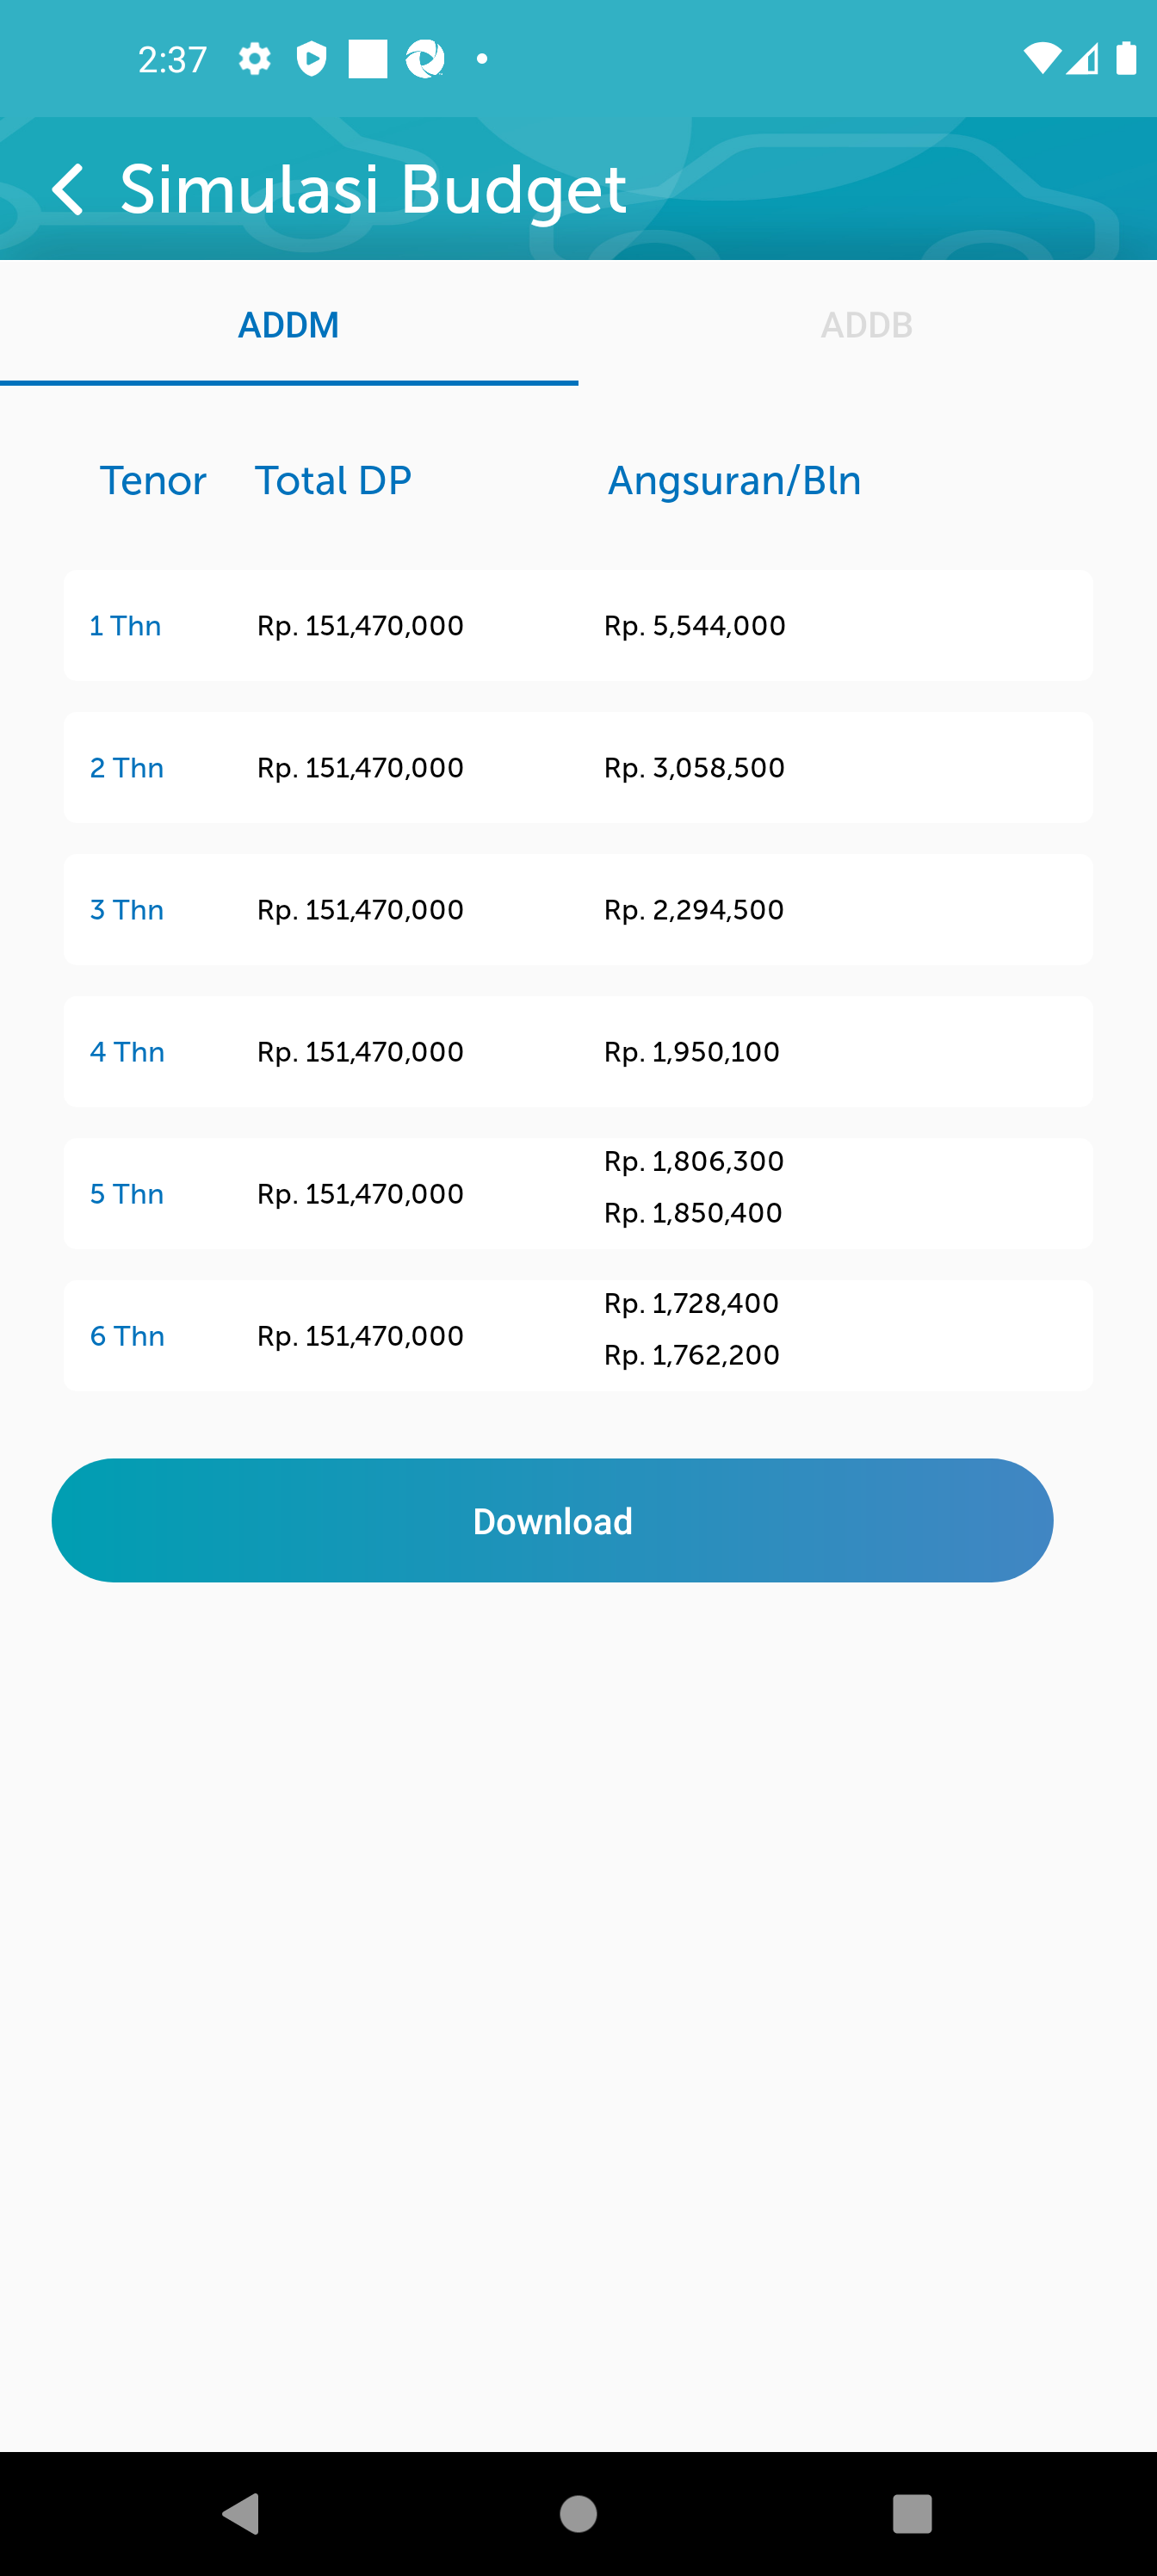 2:37
Simulasi Budget
ADDM ADDB
Tenor Total DP Angsuran/Bln
1 Thn Rp. 151,470,000 Rp. 5,544,000
2 Thn Rp. 151,470,000 Rp. 3,058,500
3 Thn Rp. 151,470,000 Rp. 2,294,500
4 Thn Rp. 151,470,000 Rp. 1,950,100
5 Thn Rp. 151,470,000 Rp. 1,806,300
Rp. 1,850,400
6 Thn Rp. 151,470,000 Rp. 1,728,400
Rp. 1,762,200
Download